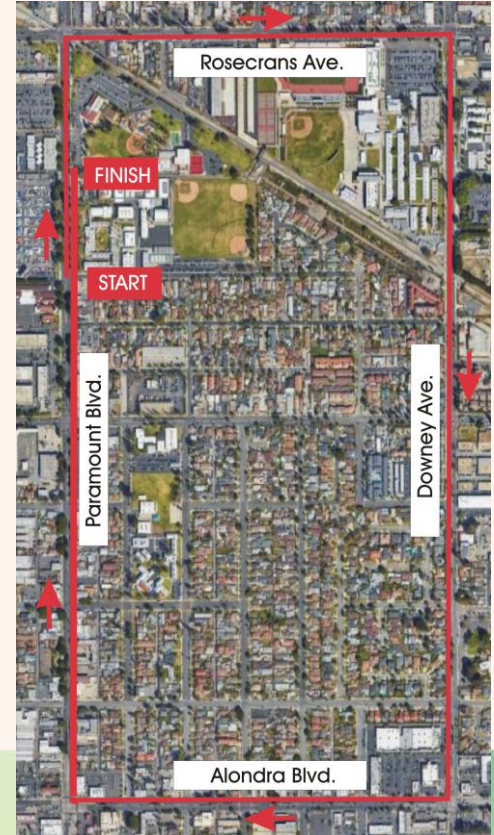 Rosecrans Ave.
FINISH
START
Paramount Blvd.
Downey Ave.
Alondra Blvd.